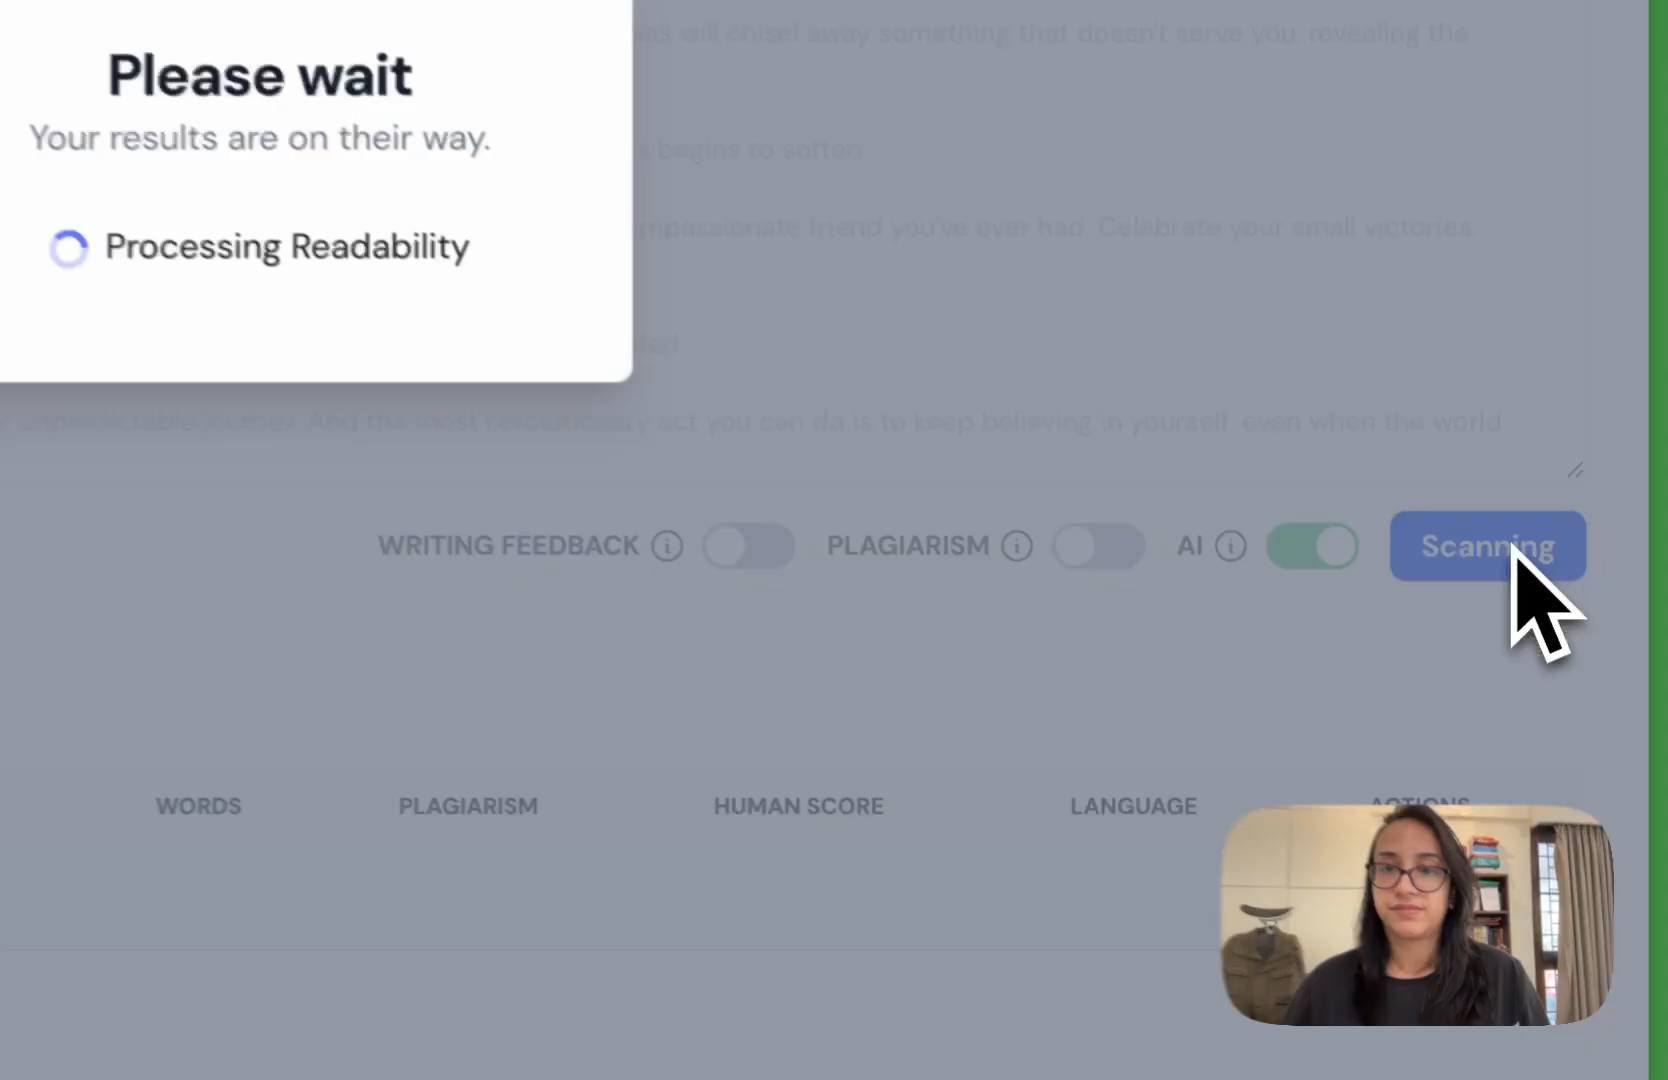 Please wait
Your results are on their way.
Processing Readability
will chisel away something that doesn't serve you, revealing the
begins to soften
friend you've ever had. Celebrate your small victories.
unpredictable journey. And the most revolutionary act you can do is to keep believing in yourself, even when the world
WRITING FEEDBACK PLAGIARISM AI Scanning
WORDS PLAGIARISM HUMAN SCORE LANGUAGE ACTIONS